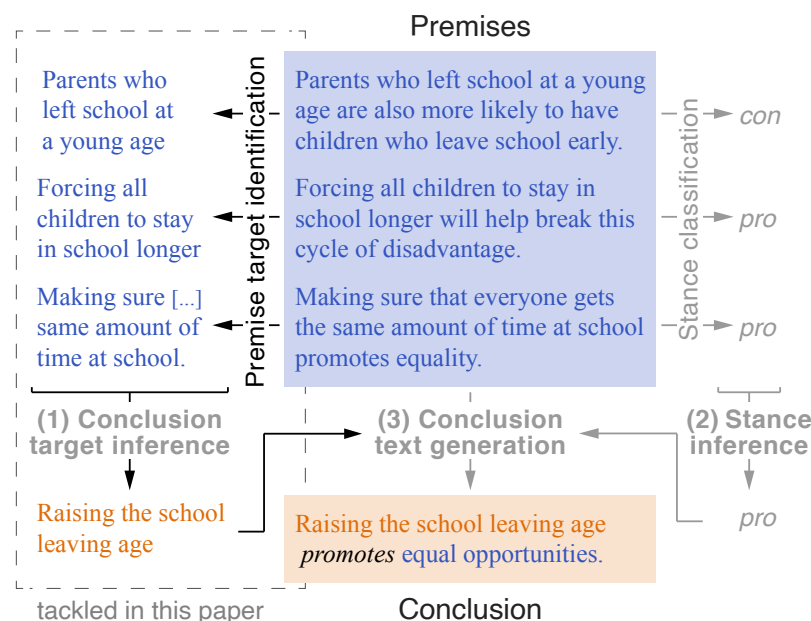 Premises
Parents who
left school at
a young age
Forcing all
children to stay
in school longer
Making sure [...]
same amount of
time at school.
Premise target identification
Parents who left school at a young
age are also more likely to have
children who leave school early.
Forcing all children to stay in
school longer will help break this
cycle of disadvantage.
Making sure that everyone gets
the same amount of time at school
promotes equality.
Stance classification
con
pro
pro
(1) Conclusion
target inference
(3) Conclusion
text generation
(2) Stance
inference
Raising the school
leaving age
Raising the school leaving age
promotes equal opportunities.
pro
tackled in this paper
Conclusion